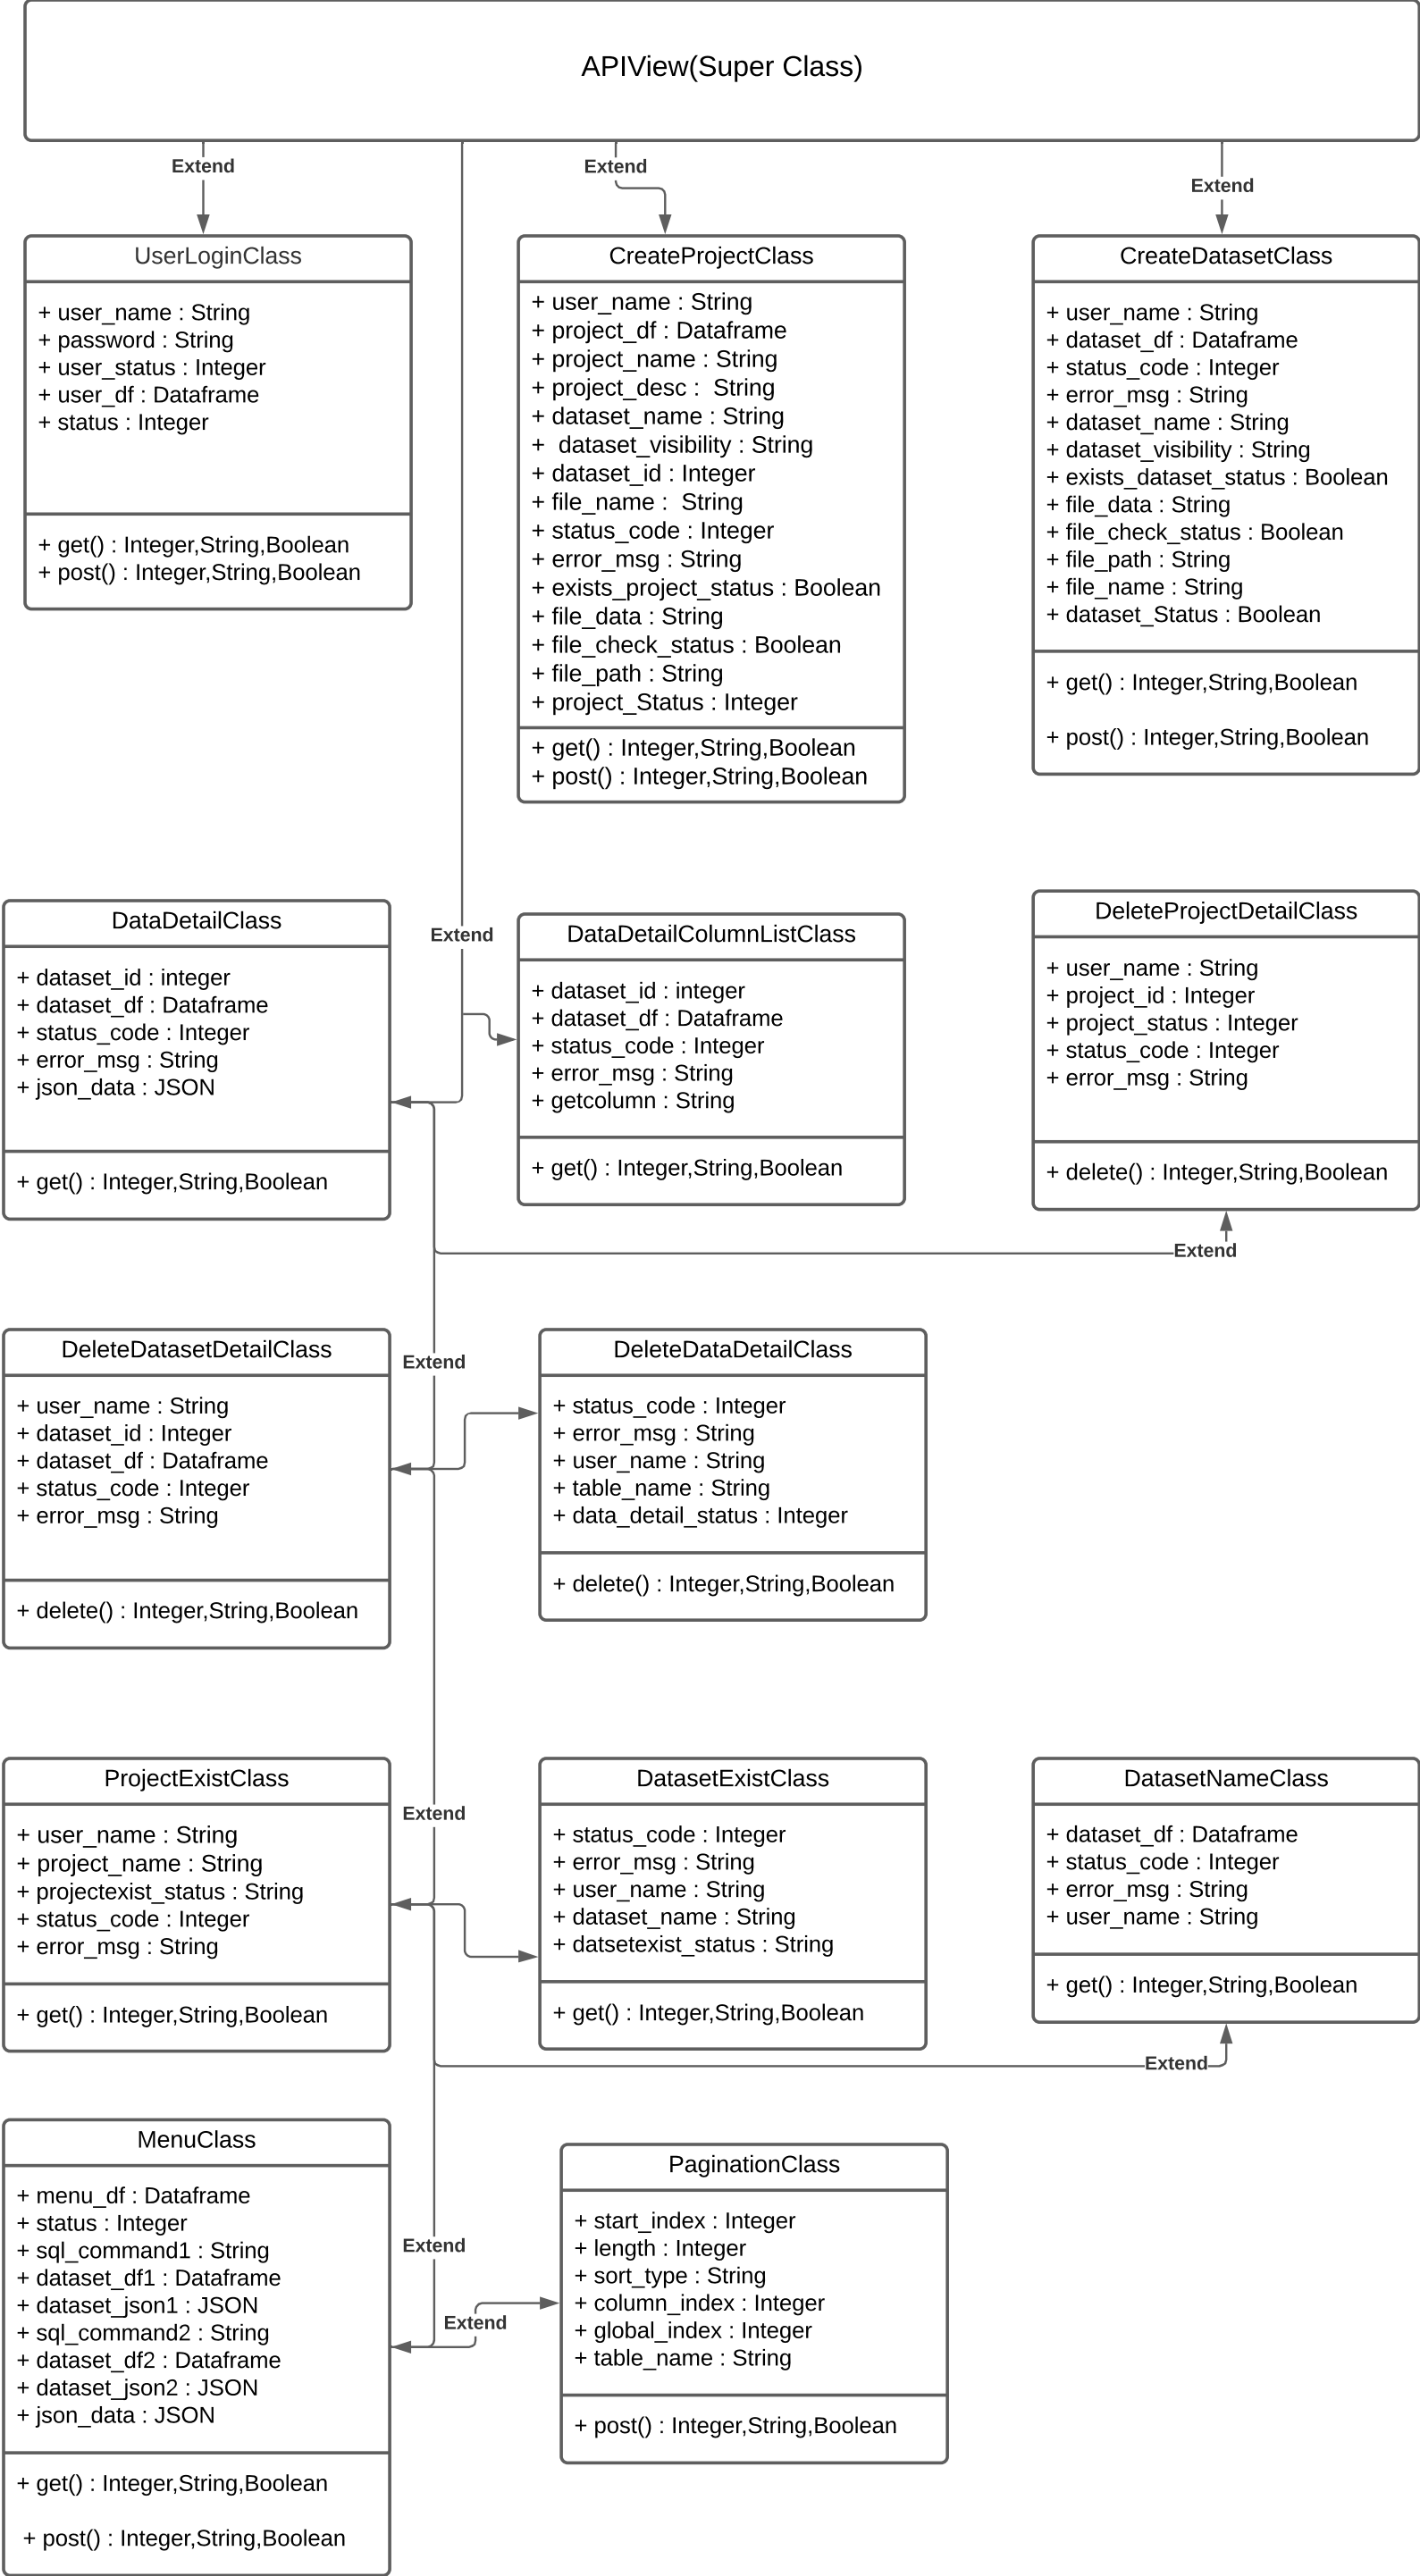 APIView(Super Class)
Extend
Extend
Extend
UserLoginClass
+ user_name : String
+ password : String
+ user_status : Integer
+ user_df : Dataframe
+ status : Integer
+ get() : Integer,String,Boolean
+ post() : Integer,String,Boolean
CreateProjectClass
+ user_name : String
+ project_df : Dataframe
+ project_name : String
+ project_desc :  String
+ dataset_name : String
+  dataset_visibility : String
+ dataset_id : Integer
+ file_name :  String
+ status_code : Integer
+ error_msg : String
+ exists_project_status : Boolean
+ file_data : String
+ file_check_status : Boolean
+ file_path : String
+ project_Status : Integer
+ get() : Integer,String,Boolean
+ post() : Integer,String,Boolean
CreateDatasetClass
+ user_name : String
+ dataset_df : Dataframe
+ status_code : Integer
+ error_msg : String
+ dataset_name : String
+ dataset_visibility : String
+ exists_dataset_status : Boolean
+ file_data : String
+ file_check_status : Boolean
+ file_path : String
+ file_name : String
+ dataset_Status : Boolean
+ get() : Integer,String,Boolean
+ post() : Integer,String,Boolean
DataDetailClass
+ dataset_id : integer
+ dataset_df : Dataframe
+ status_code : Integer
+ error_msg : String
+ json_data : JSON
+ get() : Integer,String,Boolean
Extend
DataDetailColumnListClass
+ dataset_id : integer
+ dataset_df : Dataframe
+ status_code : Integer
+ error_msg : String
+ getcolumn : String
+ get() : Integer,String,Boolean
DeleteProjectDetailClass
+ user_name : String
+ project_id : Integer
+ project_status : Integer
+ status_code : Integer
+ error_msg : String
+ delete() : Integer,String,Boolean
Extend
DeleteDatasetDetailClass
+ user_name : String
+ dataset_id : Integer
+ dataset_df : Dataframe
+ status_code : Integer
+ error_msg : String
+ delete() : Integer,String,Boolean
Extend
DeleteDataDetailClass
+ status_code : Integer
+ error_msg : String
+ user_name : String
+ table_name : String
+ data_detail_status : Integer
+ delete() : Integer,String,Boolean
ProjectExistClass
+ user_name : String
+ project_name : String
+ projectexist_status : String
+ status_code : Integer
+ error_msg : String
+ get() : Integer,String,Boolean
Extend
DatasetExistClass
+ status_code : Integer
+ error_msg : String
+ user_name : String
+ dataset_name : String
+ datsetexist_status : String
+ get() : Integer,String,Boolean
DatasetNameClass
+ dataset_df : Dataframe
+ status_code : Integer
+ error_msg : String
+ user_name : String
+ get() : Integer,String,Boolean
Extend
MenuClass
+ menu_df : Dataframe
+ status : Integer
+ sql_command1 : String
+ dataset_df1 : Dataframe
+ dataset_json1 : JSON
+ sql_command2 : String
+ dataset_df2 : Dataframe
+ dataset_json2 : JSON
+ json_data : JSON
+ get() : Integer,String,Boolean
+ post() : Integer,String,Boolean
Extend
Extend
PaginationClass
+ start_index : Integer
+ length : Integer
+ sort_type : String
+ column_index : Integer
+ global_index : Integer
+ table_name : String
+ post() : Integer,String,Boolean